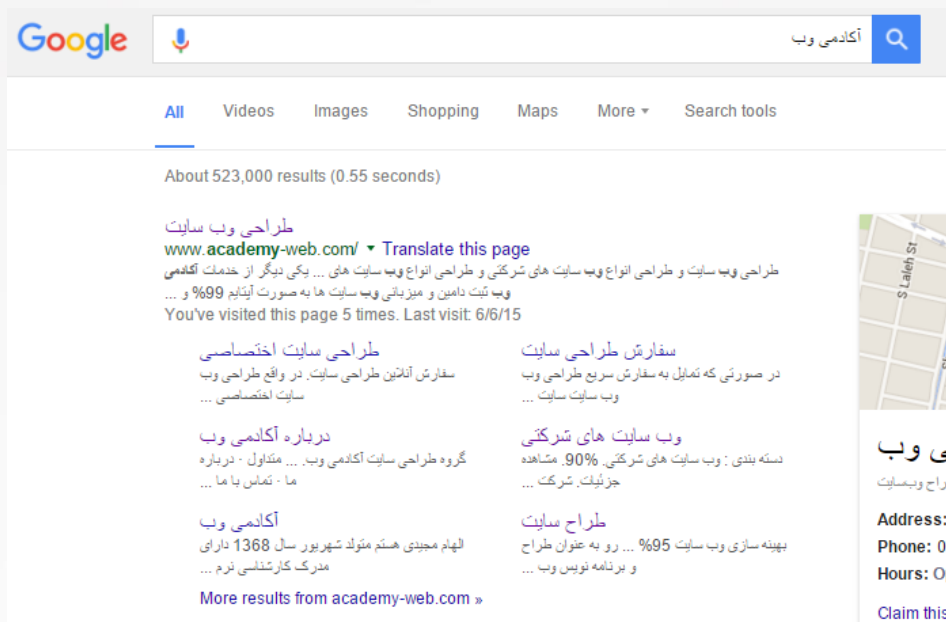 Google
آکادمی وب
All Videos Images Shopping Maps More Search tools
About 523,000 results (0.55 seconds)
طراحی وب سایت
www.academy-web.com/ Translate this page
طراحی وب سایت و طراحی انواع وب سایت های شرکتی و طراحی انواع وب سایت های ... یکی دیگر از خدمات آکادمی
وب ثبت دامین و میزبانی وب سایت ها به صورت آپتایم 99% و ...
You've visited this page 5 times. Last visit: 6/6/15
طراحی سایت اختصاصی
سفارش آنلاین طراحی سایت. در واقع طراحی وب
سایت اختصاصی ...
سفارش طراحی سایت
در صورتی که تمایل به سفارش سریع طراحی وب
وب سایت سایت ...
درباره آکادمی وب
گروه طراحی سایت آکادمی وب. ... متداول · درباره
ما · تماس با ما ...
وب سایت های شرکتی
دسته بندی : وب سایت های شرکتی. 90%. مشاهده
جزئیات. شرکت ...
آکادمی وب
الهام مجیدی هستم متولد شهریور سال 1368 دارای
مدرک کارشناسی نرم ...
طراح سایت
بهینه سازی وب سایت 95% ... رو به عنوان طراح
و برنامه نویس وب ...
More results from academy-web.com »
S Laleh St
وب
وب‌سایت
Address:
Phone: 0
Hours:
Claim this